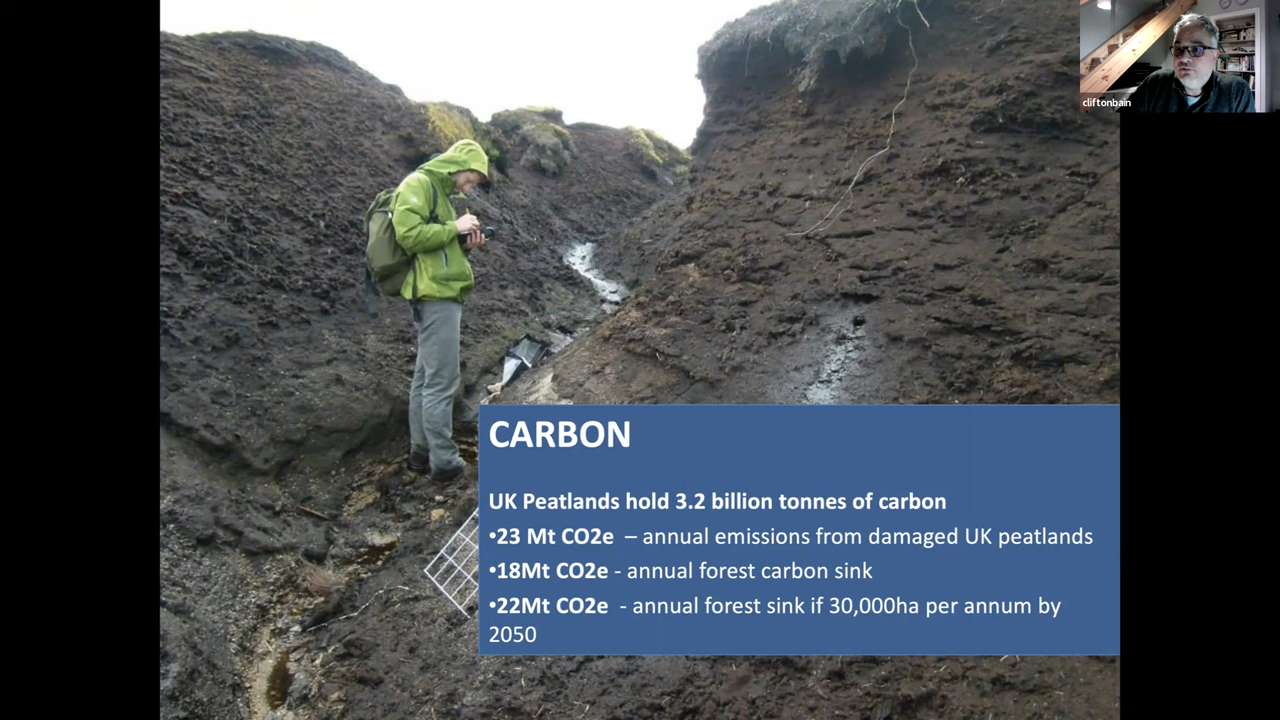 cliftonbain
CARBON
UK Peatlands hold 3.2 billion tonnes of carbon
•23 Mt CO2e – annual emissions from damaged UK peatlands
•18Mt CO2e - annual forest carbon sink
•22Mt CO2e - annual forest sink if 30,000ha per annum by
2050